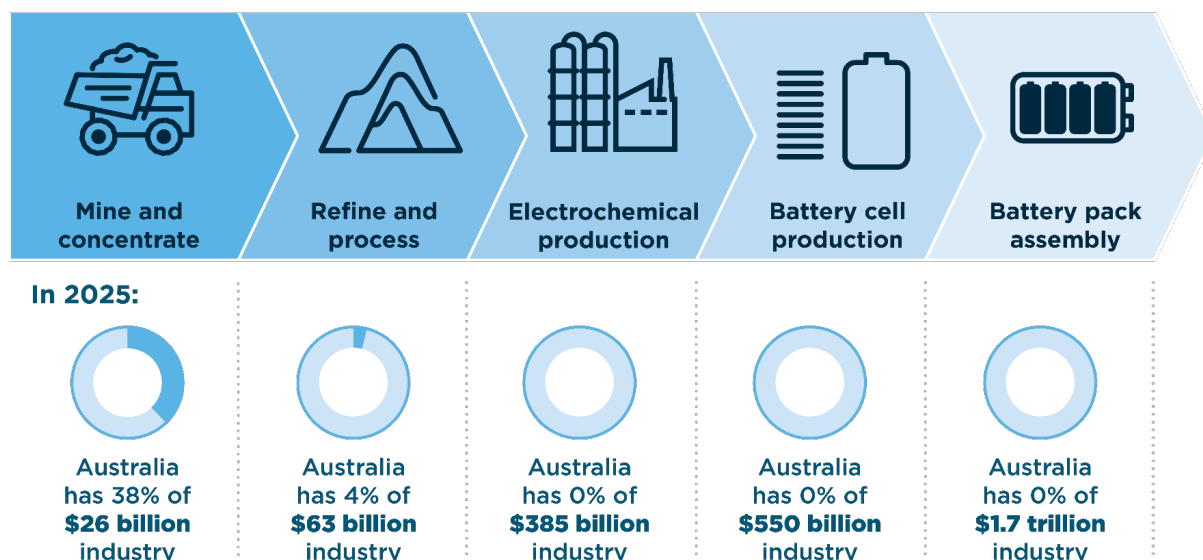 Mine and
concentrate
Refine and
process
Electrochemical
production
Battery cell
production
Battery pack
assembly
In 2025:
Australia
has 38% of
$26 billion
industry
Australia
has 4% of
$63 billion
industry
Australia
has 0% of
$385 billion
industry
Australia
has 0% of
$550 billion
industry
Australia
has 0% of
$1.7 trillion
industry